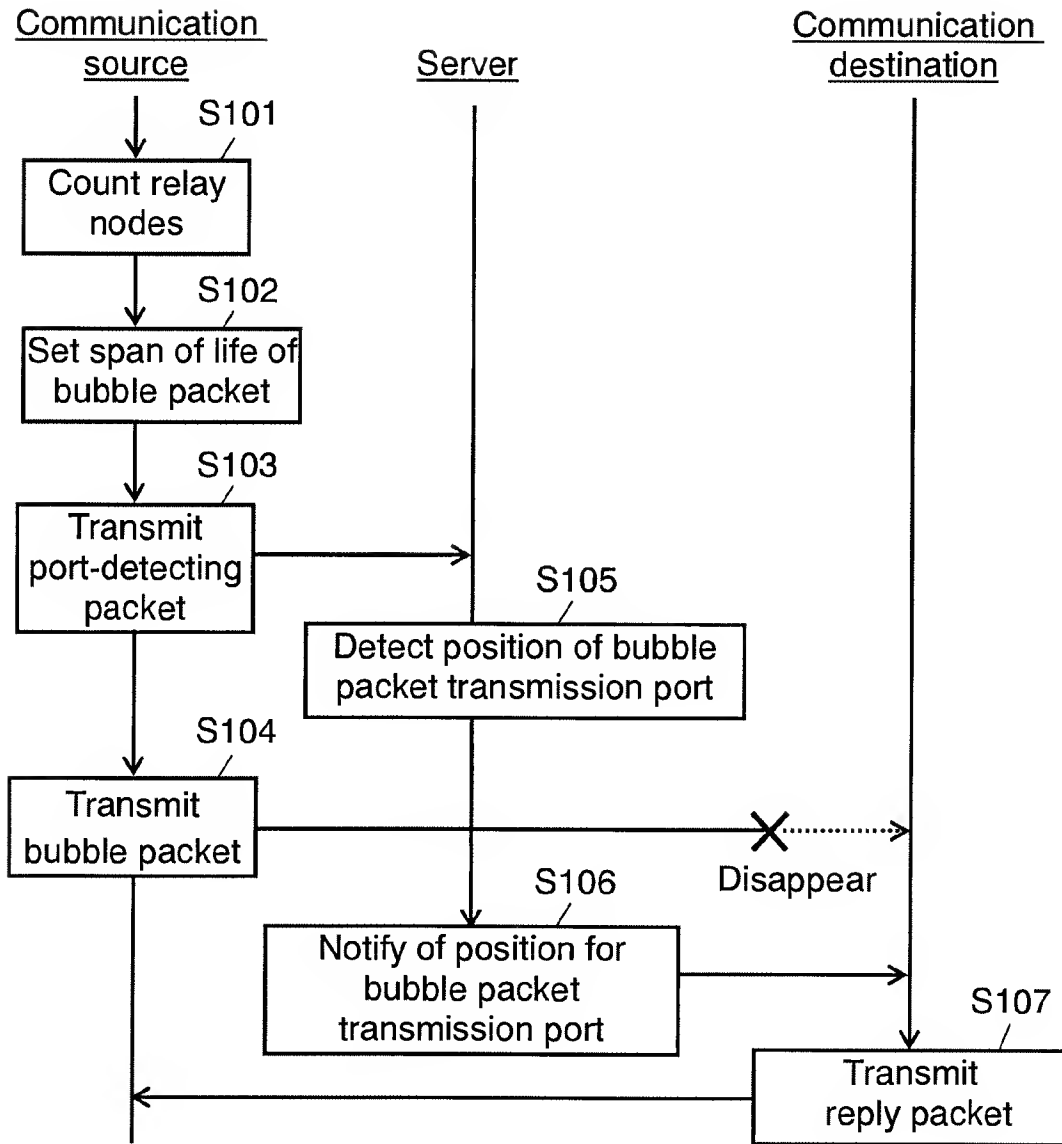 Communication
source
Server
Communication
destination
S101
Count relay
nodes
S102
Set span of life of
bubble packet
S103
Transmit
port-detecting
packet
S105
Detect position of bubble
packet transmission port
S104
Transmit
bubble packet
Disappear
S106
Notify of position for
bubble packet
transmission port
S107
Transmit
reply packet